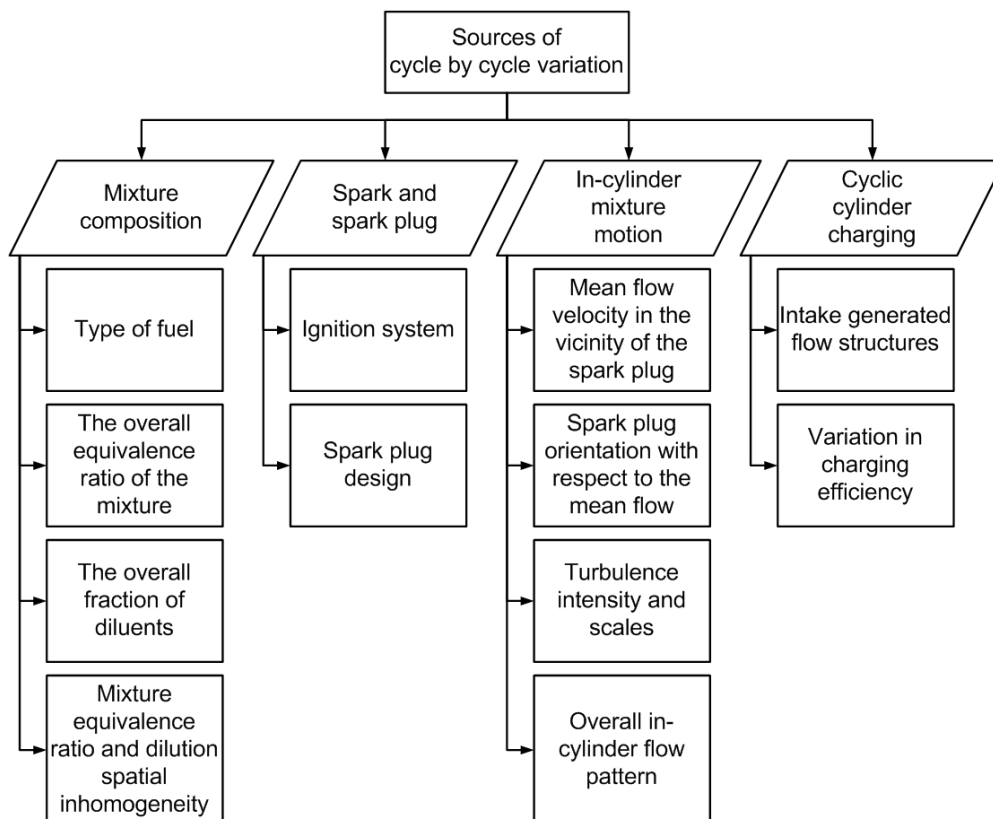 Sources of
cycle by cycle variation
Mixture
composition
Spark and
spark plug
In-cylinder
mixture
motion
Cyclic
cylinder
charging
Type of fuel
The overall
equivalence
ratio of the
mixture
The overall
fraction of
diluents
Mixture
equivalence
ratio and dilution
spatial
inhomogeneity
Ignition system
Spark plug
design
Mean flow
velocity in the
vicinity of the
spark plug
Spark plug
orientation with
respect to the
mean flow
Turbulence
intensity and
scales
Overall in-
cylinder flow
pattern
Intake generated
flow structures
Variation in
charging
efficiency